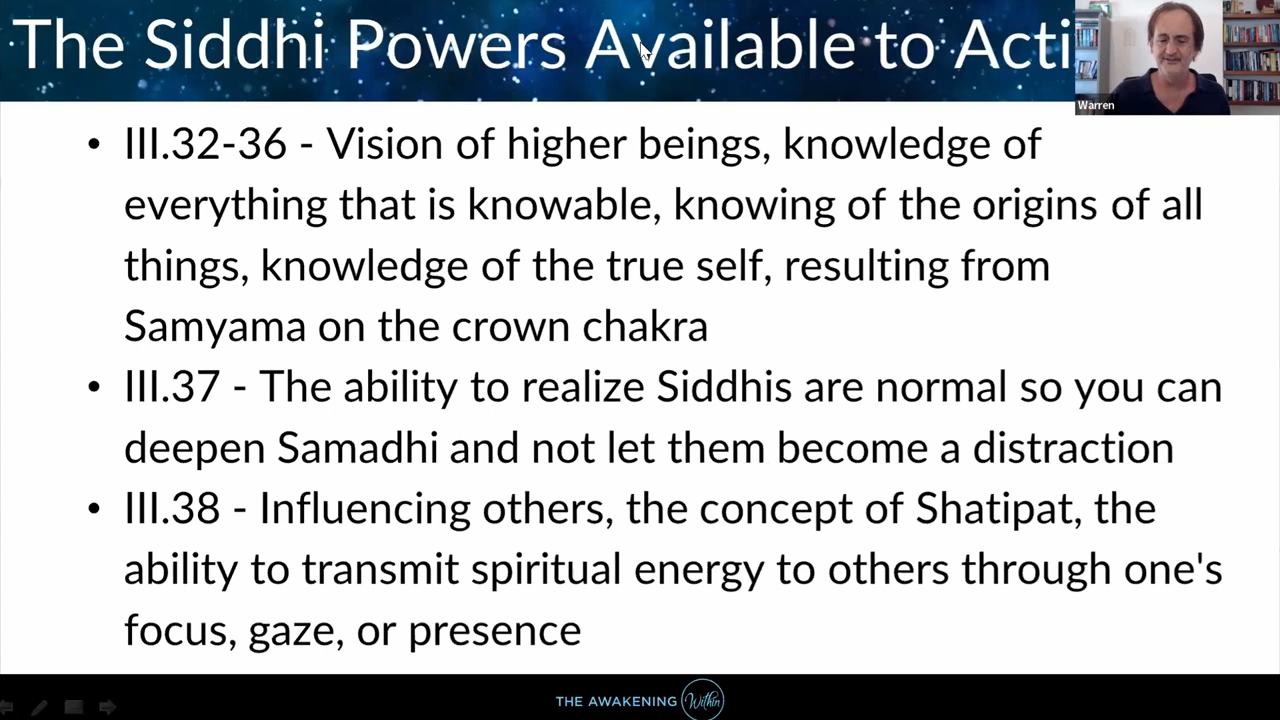 The Siddhi Powers Available to Acti
Warren
• III.32-36 - Vision of higher beings, knowledge of
everything that is knowable, knowing of the origins of all
things, knowledge of the true self, resulting from
Samyama on the crown chakra
• III.37 - The ability to realize Siddhis are normal so you can
deepen Samadhi and not let them become a distraction
• III.38 - Influencing others, the concept of Shatipat, the
ability to transmit spiritual energy to others through one's
focus, gaze, or presence
THE AWAKENING Within